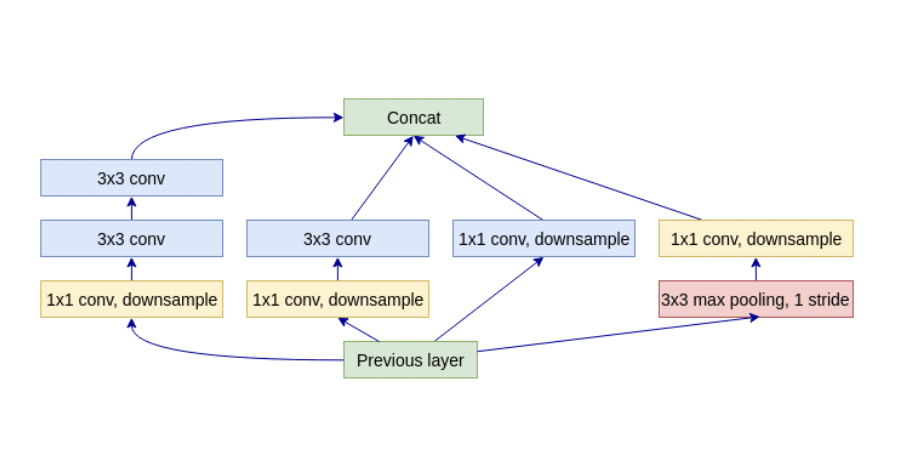 Concat
3x3 conv
3x3 conv
3x3 conv
1x1 conv, downsample
1x1 conv, downsample
1x1 conv, downsample
1x1 conv, downsample
3x3 max pooling, 1 stride
Previous layer